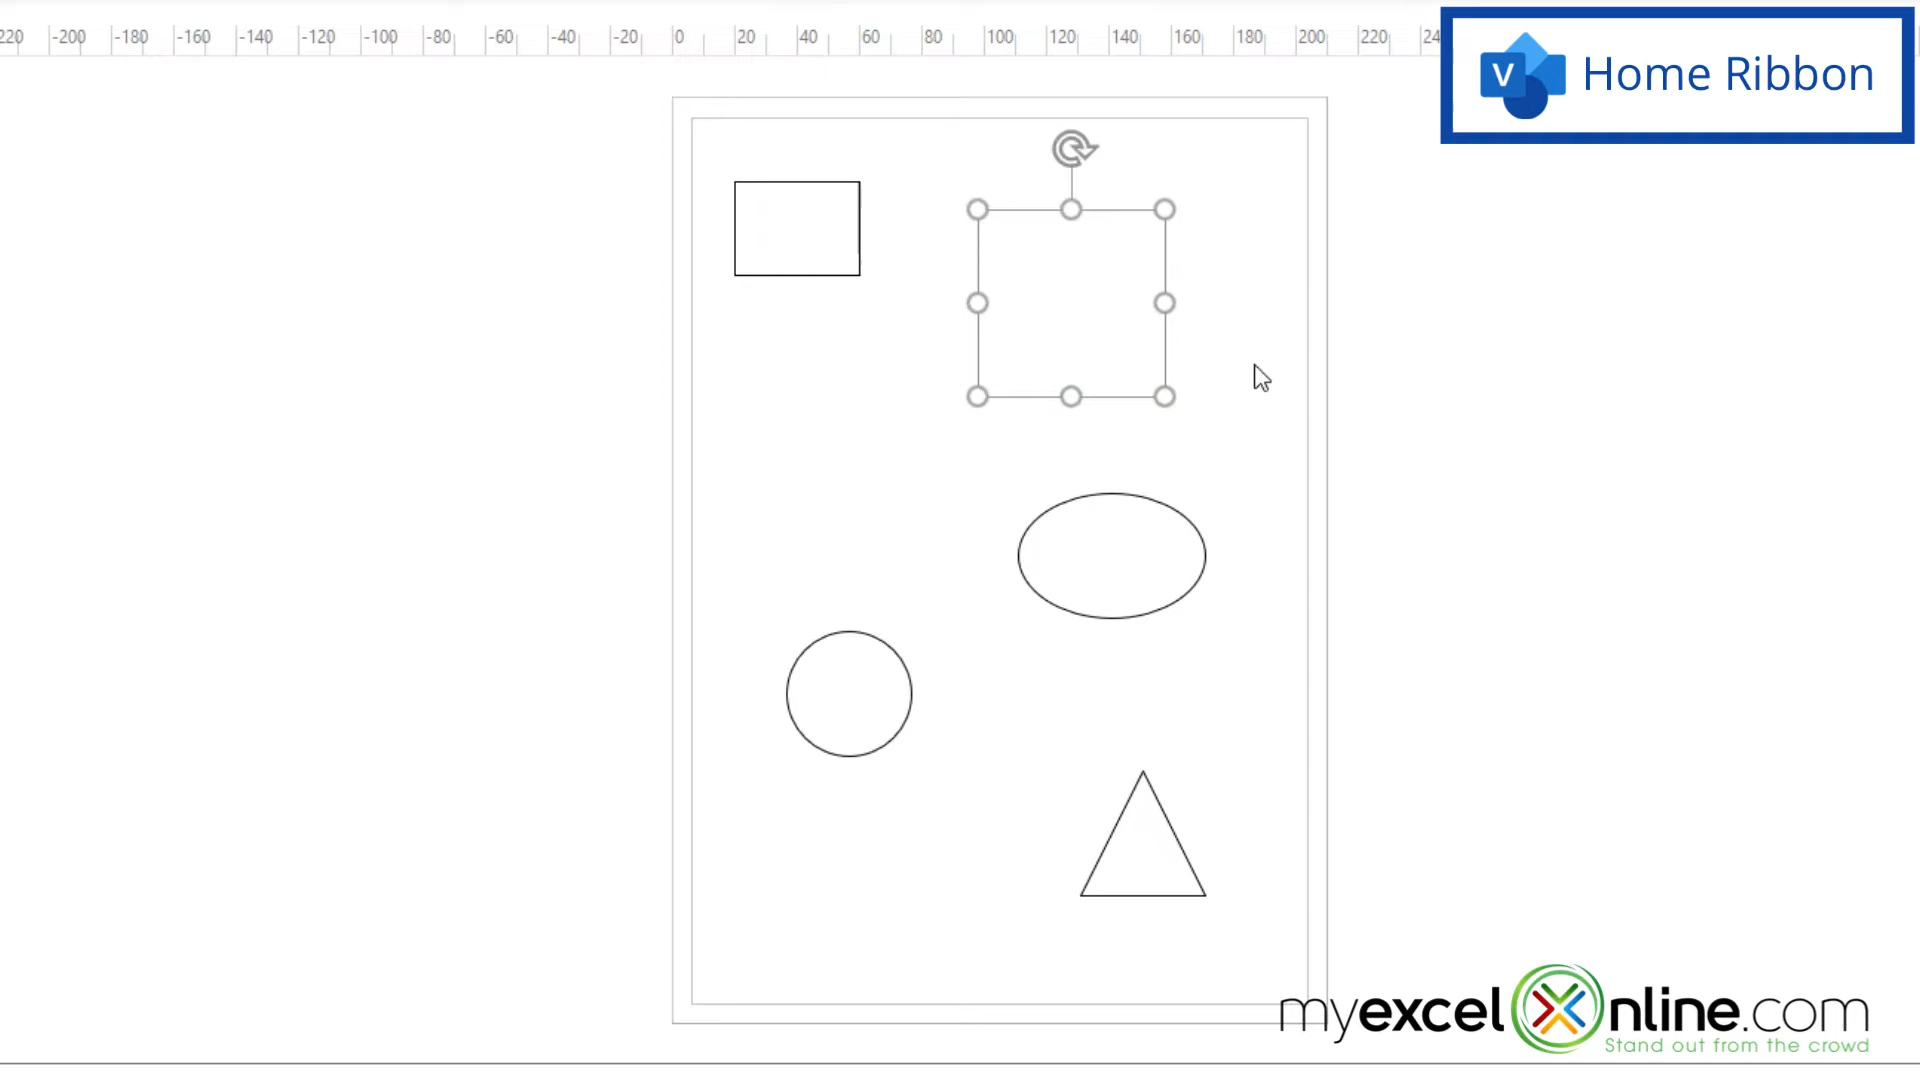 220 -200 -180 -160 -140 -120 -100 -80 -60 -40 -20 0 20 40 60 80 100 120 140 160 180 200 220 24
V Home Ribbon
myexcelonline.com
Stand out from the crowd